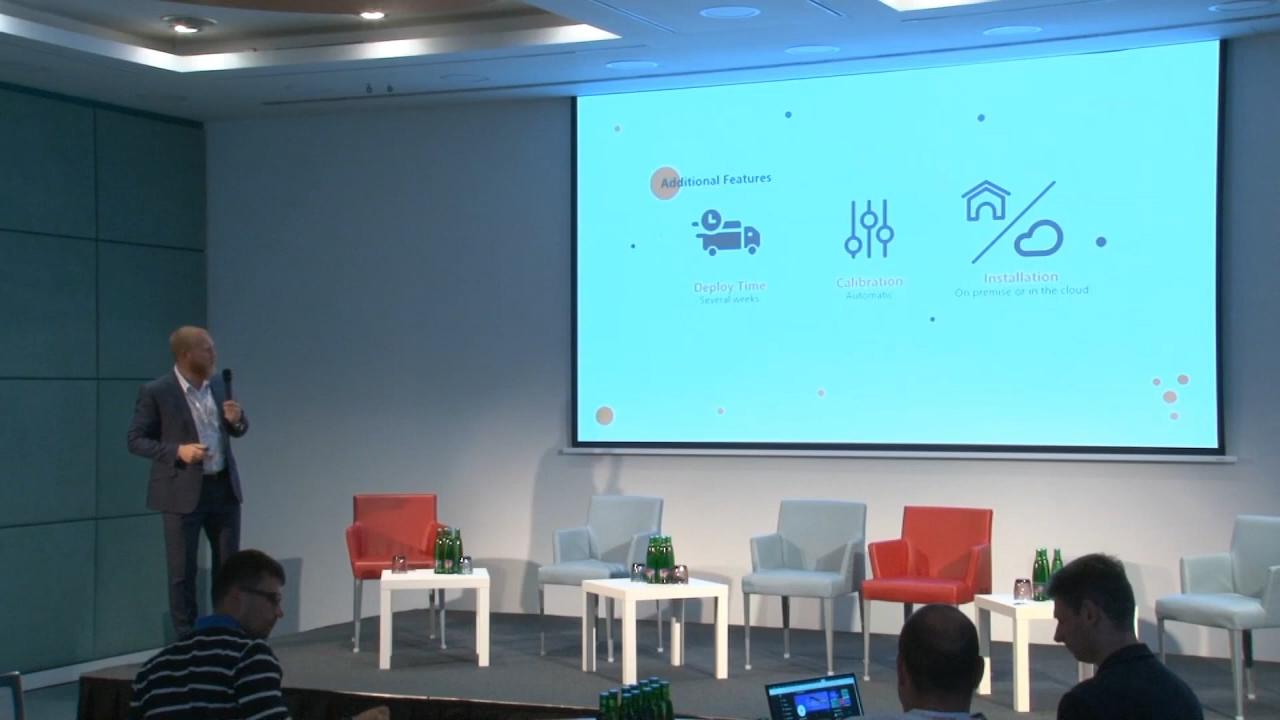 Additional Features
Deploy Time
Several weeks
Calibration
Automatic
Installation
On premise or in the cloud